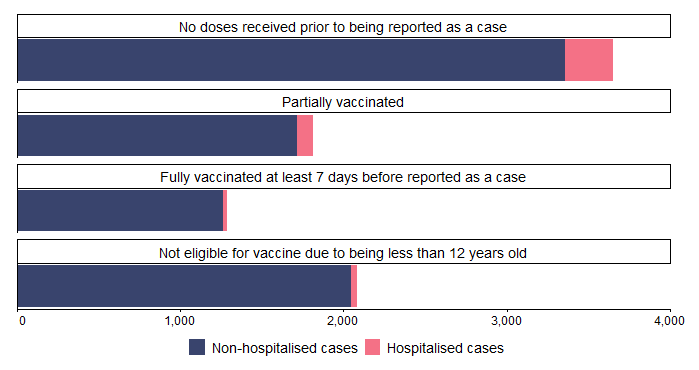 No doses received prior to being reported as a case
Partially vaccinated
Fully vaccinated at least 7 days before reported as a case
Not eligible for vaccine due to being less than 12 years old
0 1,000 2,000 3,000 4,000
Non-hospitalised cases Hospitalised cases